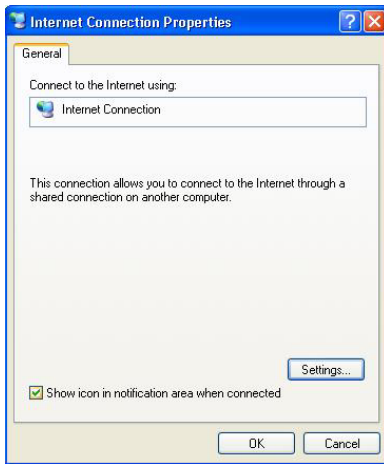 Internet Connection Properties
General
Connect to the Internet using:
Internet Connection
This connection allows you to connect to the Internet through a
shared connection on another computer.
Settings...
Show icon in notification area when connected
OK
Cancel